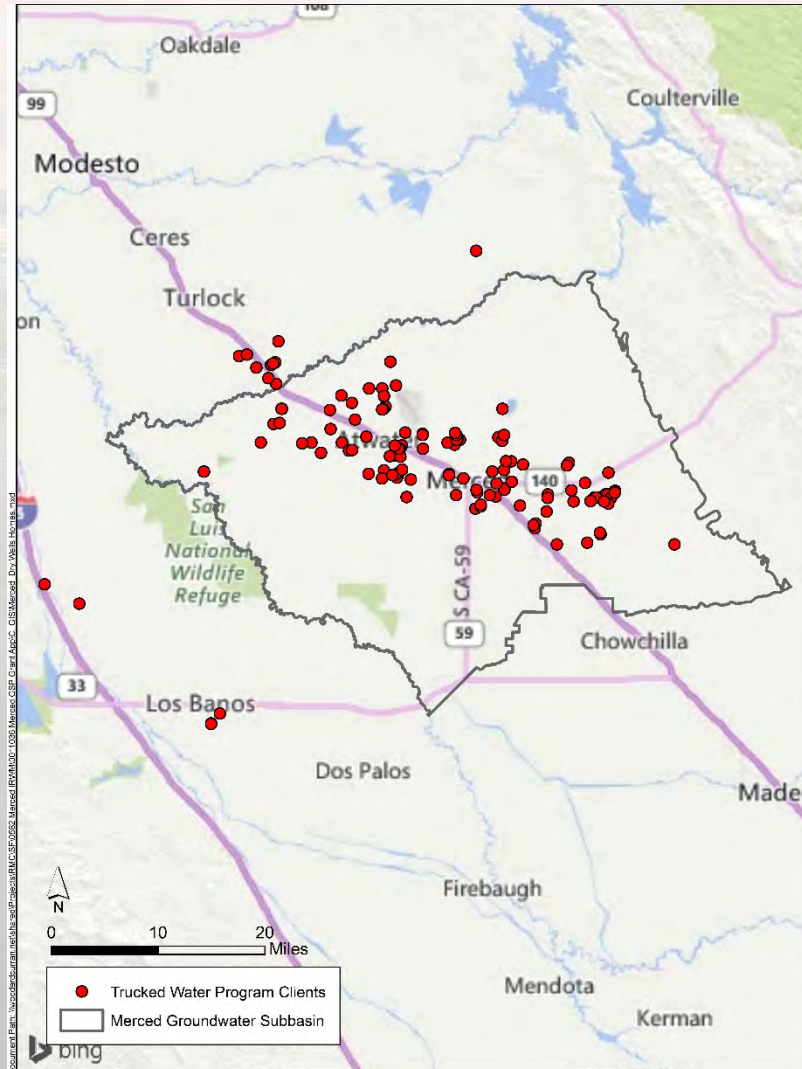 108
Oakdale
Coulterville
99
Modesto
Ceres
Turlock
on
Atwater
Merced
140
San
Luis
National
Wildlife
Refuge
S CA-59
59
Chowchilla
33
Los Banos
Dos Palos
Made
Firebaugh
N
0 10 20
Miles
Mendota
Kerman
Trucked Water Program Clients
Merced Groundwater Subbasin
bing